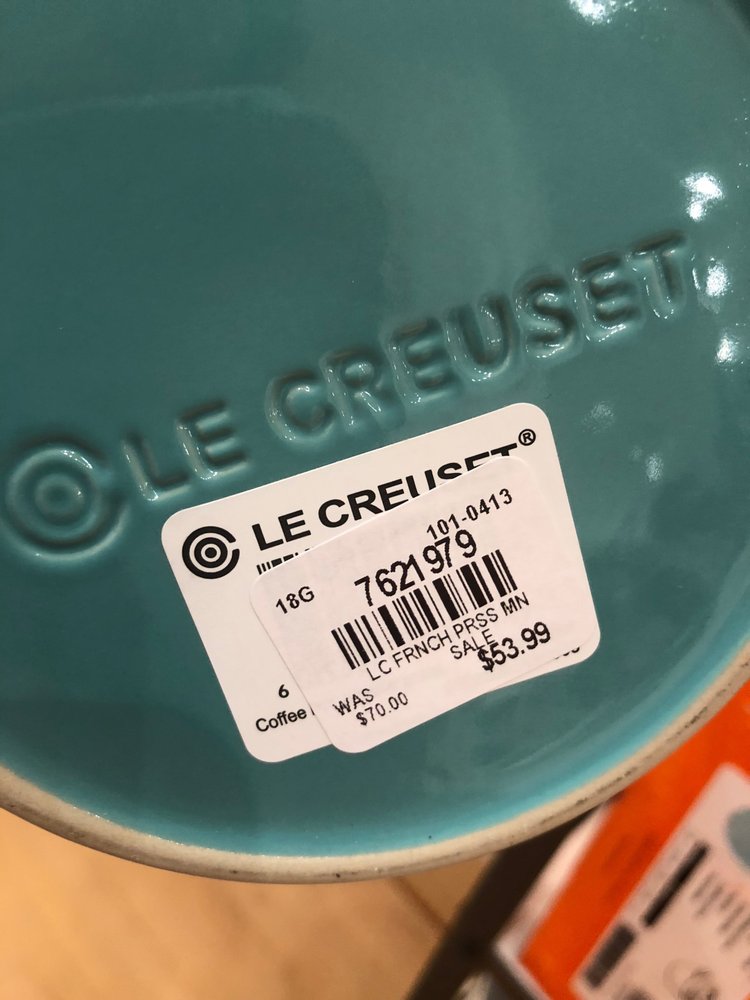 LE CREUSET
LE CREUSET®
101-0413
18G
7621979
LC FRNCH PRSS MN
SALE
$53.99
WAS
$70.00
6
Coffee